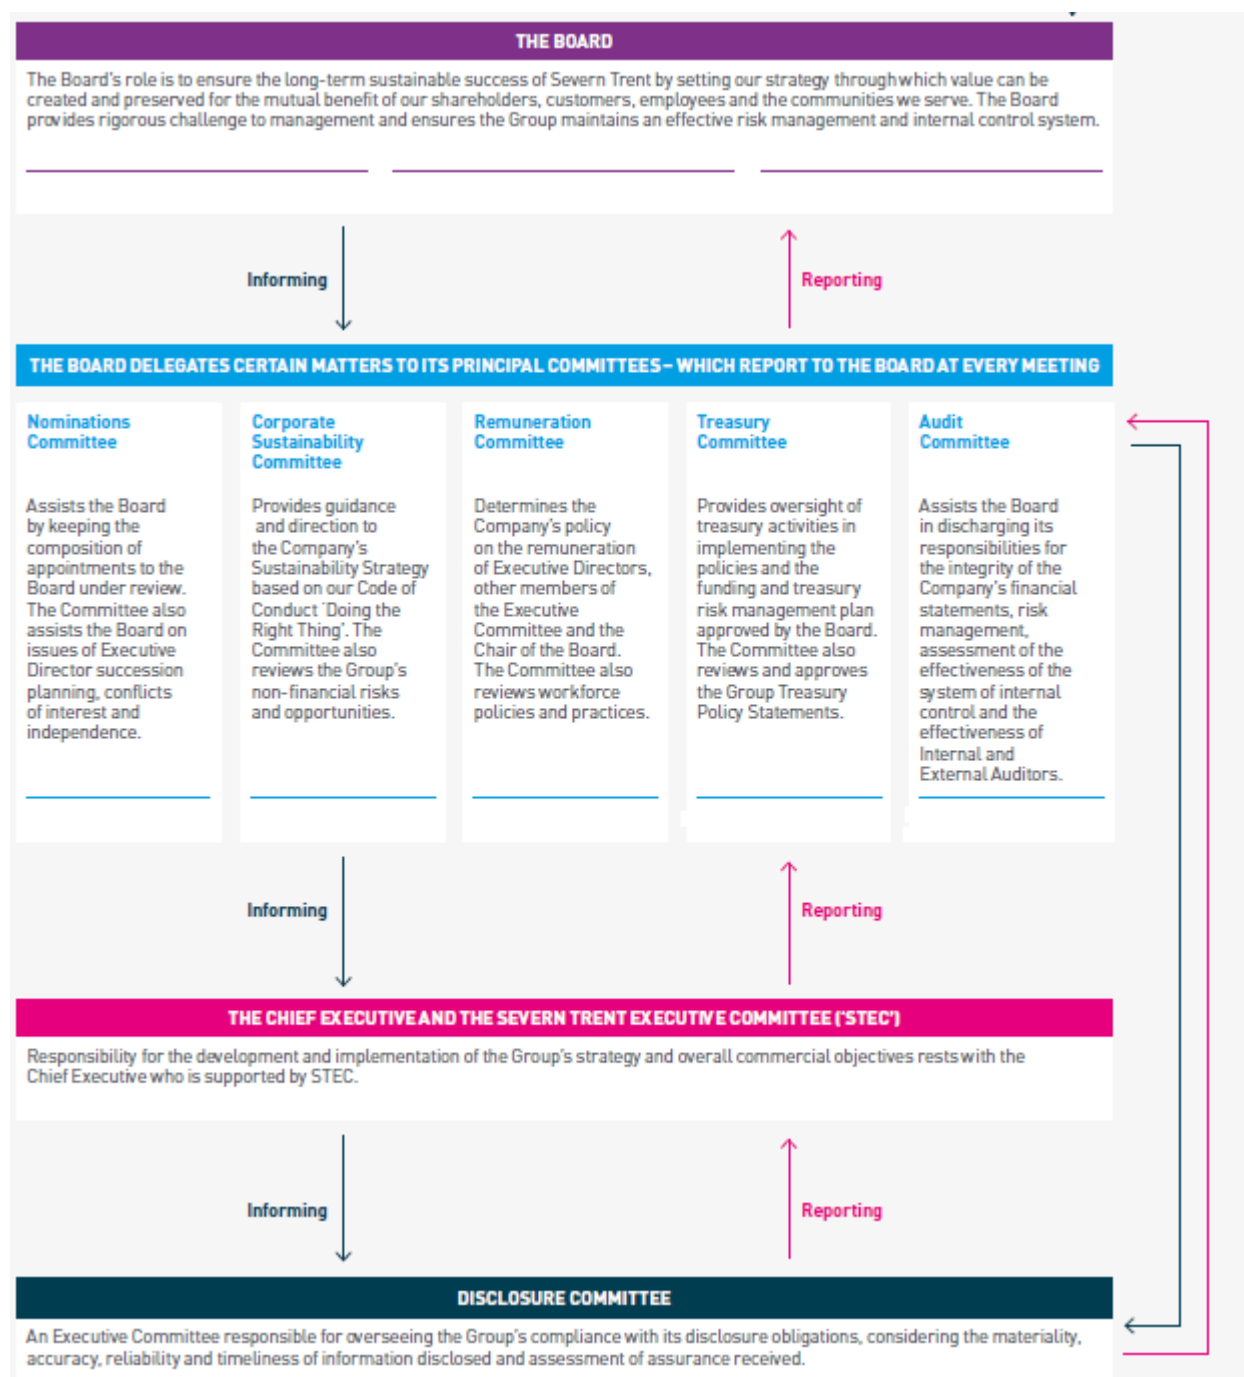 THE BOARD
The Board's role is to ensure the long-term sustainable success of Severn Trent by setting our strategy through which value can be
created and preserved for the mutual benefit of our shareholders, customers, employees and the communities we serve. The Board
provides rigorous challenge to management and ensures the Group maintains an effective risk management and internal control system.
Informing
Reporting
THE BOARD DELEGATES CERTAIN MATTERS TO ITS PRINCIPAL COMMITTEES – WHICH REPORT TO THE BOARD AT EVERY MEETING
Nominations
Committee
Assists the Board
by keeping the
composition of
appointments to the
Board under review.
The Committee also
assists the Board on
issues of Executive
Director succession
planning, conflicts
of interest and
independence.
Corporate
Sustainability
Committee
Provides guidance
and direction to
the Company's
Sustainability Strategy
based on our Code of
Conduct 'Doing the
Right Thing'. The
Committee also
reviews the Group's
non-financial risks
and opportunities.
Remuneration
Committee
Determines the
Company's policy
on the remuneration
of Executive Directors,
other members of
the Executive
Committee and the
Chair of the Board.
The Committee also
reviews workforce
policies and practices.
Treasury
Committee
Provides oversight of
treasury activities in
implementing the
policies and the
funding and treasury
risk management plan
approved by the Board.
The Committee also
reviews and approves
the Group Treasury
Policy Statements.
Audit
Committee
Assists the Board
in discharging its
responsibilities for
the integrity of the
Company's financial
statements, risk
management,
assessment of the
effectiveness of the
system of internal
control and the
effectiveness of
Internal and
External Auditors.
Informing
Reporting
THE CHIEF EXECUTIVE AND THE SEVERN TRENT EXECUTIVE COMMITTEE ('STEC')
Responsibility for the development and implementation of the Group's strategy and overall commercial objectives rests with the
Chief Executive who is supported by STEC.
Informing
Reporting
DISCLOSURE COMMITTEE
An Executive Committee responsible for overseeing the Group's compliance with its disclosure obligations, considering the materiality,
accuracy, reliability and timeliness of information disclosed and assessment of assurance received.